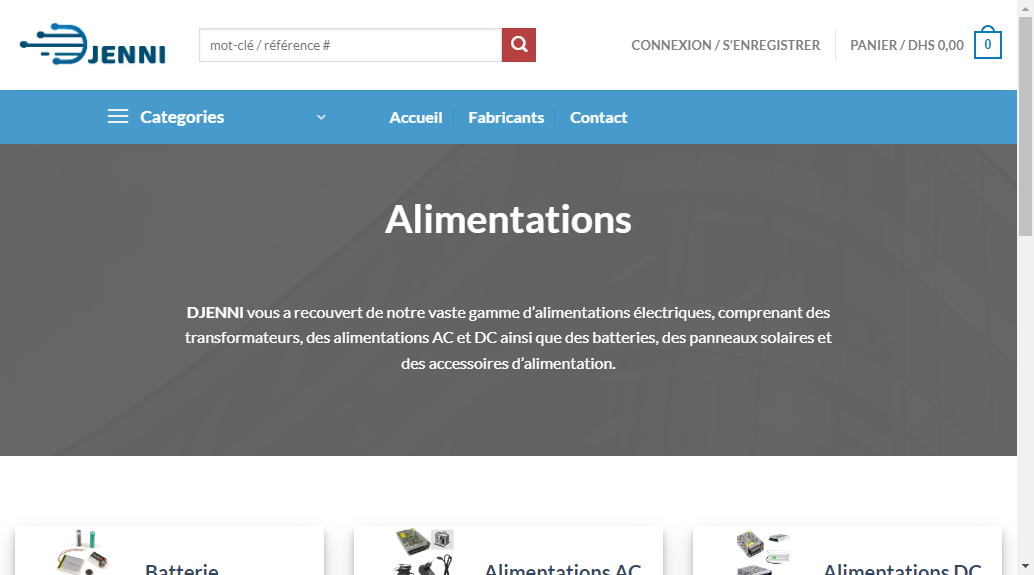 DJENNI
mot-clé / référence #
CONNEXION / S'ENREGISTRER
PANIER / DHS 0,00
0
Categories
Accueil
Fabricants
Contact
Alimentations
DJENNI vous a recouvert de notre vaste gamme d'alimentations électriques, comprenant des
transformateurs, des alimentations AC et DC ainsi que des batteries, des panneaux solaires et
des accessoires d'alimentation.
Batterie
Alimentations AC
Alimentations DC